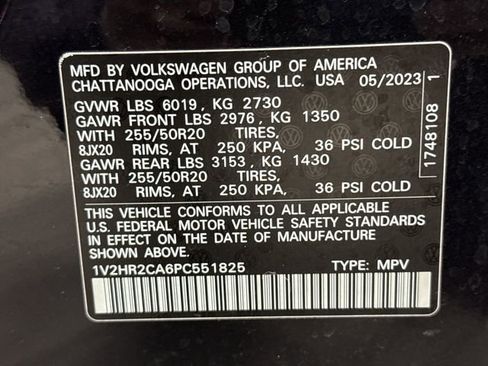 MFD BY VOLKSWAGEN GROUP OF AMERICA
CHATTANOOGA OPERATIONS, LLC. USA 05/2023
GVWR LBS 6019, KG 2730
GAWR FRONT LBS 2976, KG 1350
WITH 255/50R20 TIRES,
8JX20 RIMS, AT 250 KPA, 36 PSI COLD
GAWR REAR LBS 3153, KG 1430
WITH 255/50R20 TIRES,
8JX20 RIMS, AT 250 KPA, 36 PSI COLD
THIS VEHICLE CONFORMS TO ALL APPLICABLE
U.S. FEDERAL MOTOR VEHICLE SAFETY STANDARDS
IN EFFECT ON THE DATE OF MANUFACTURE
SHOWN ABOVE.
1V2HR2CA6PC551825 TYPE: MPV
1748108 1